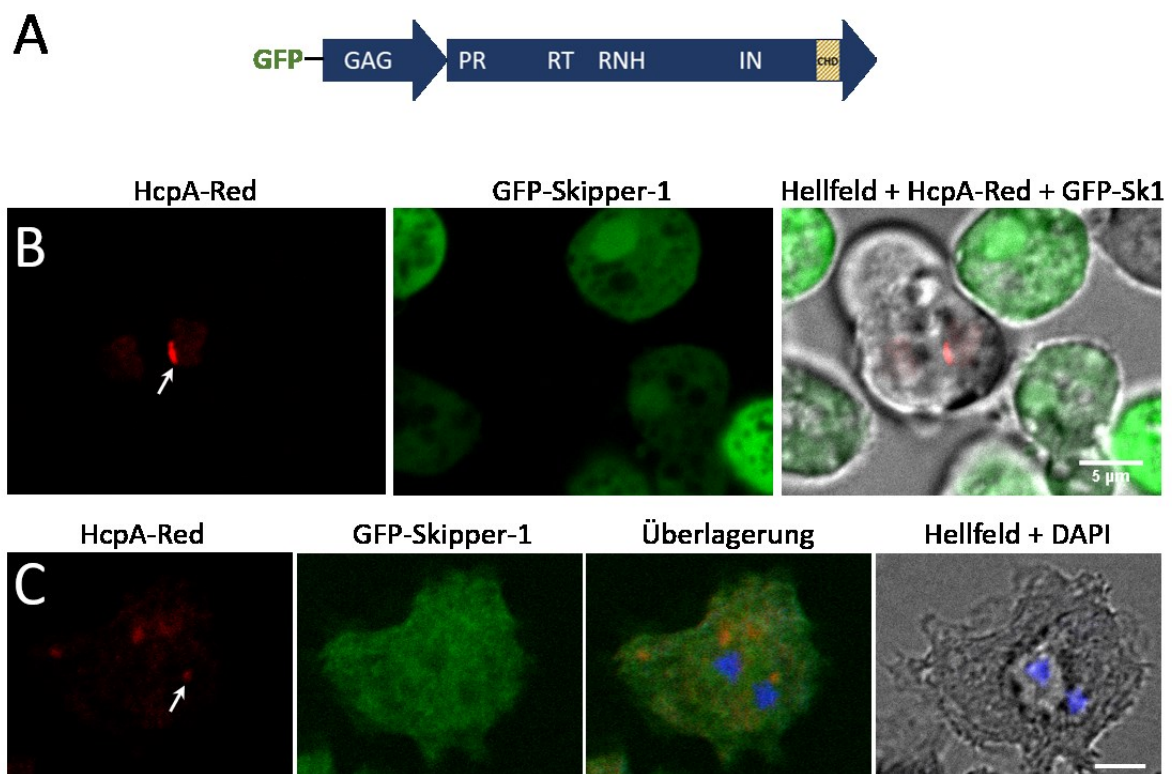 A
GFP GAG PR RT RNH IN CHD
HcpA-Red GFP-Skipper-1 Hellfeld + HcpA-Red + GFP-Sk1
B
5 µm
HcpA-Red GFP-Skipper-1 Überlagerung Hellfeld + DAPI
C